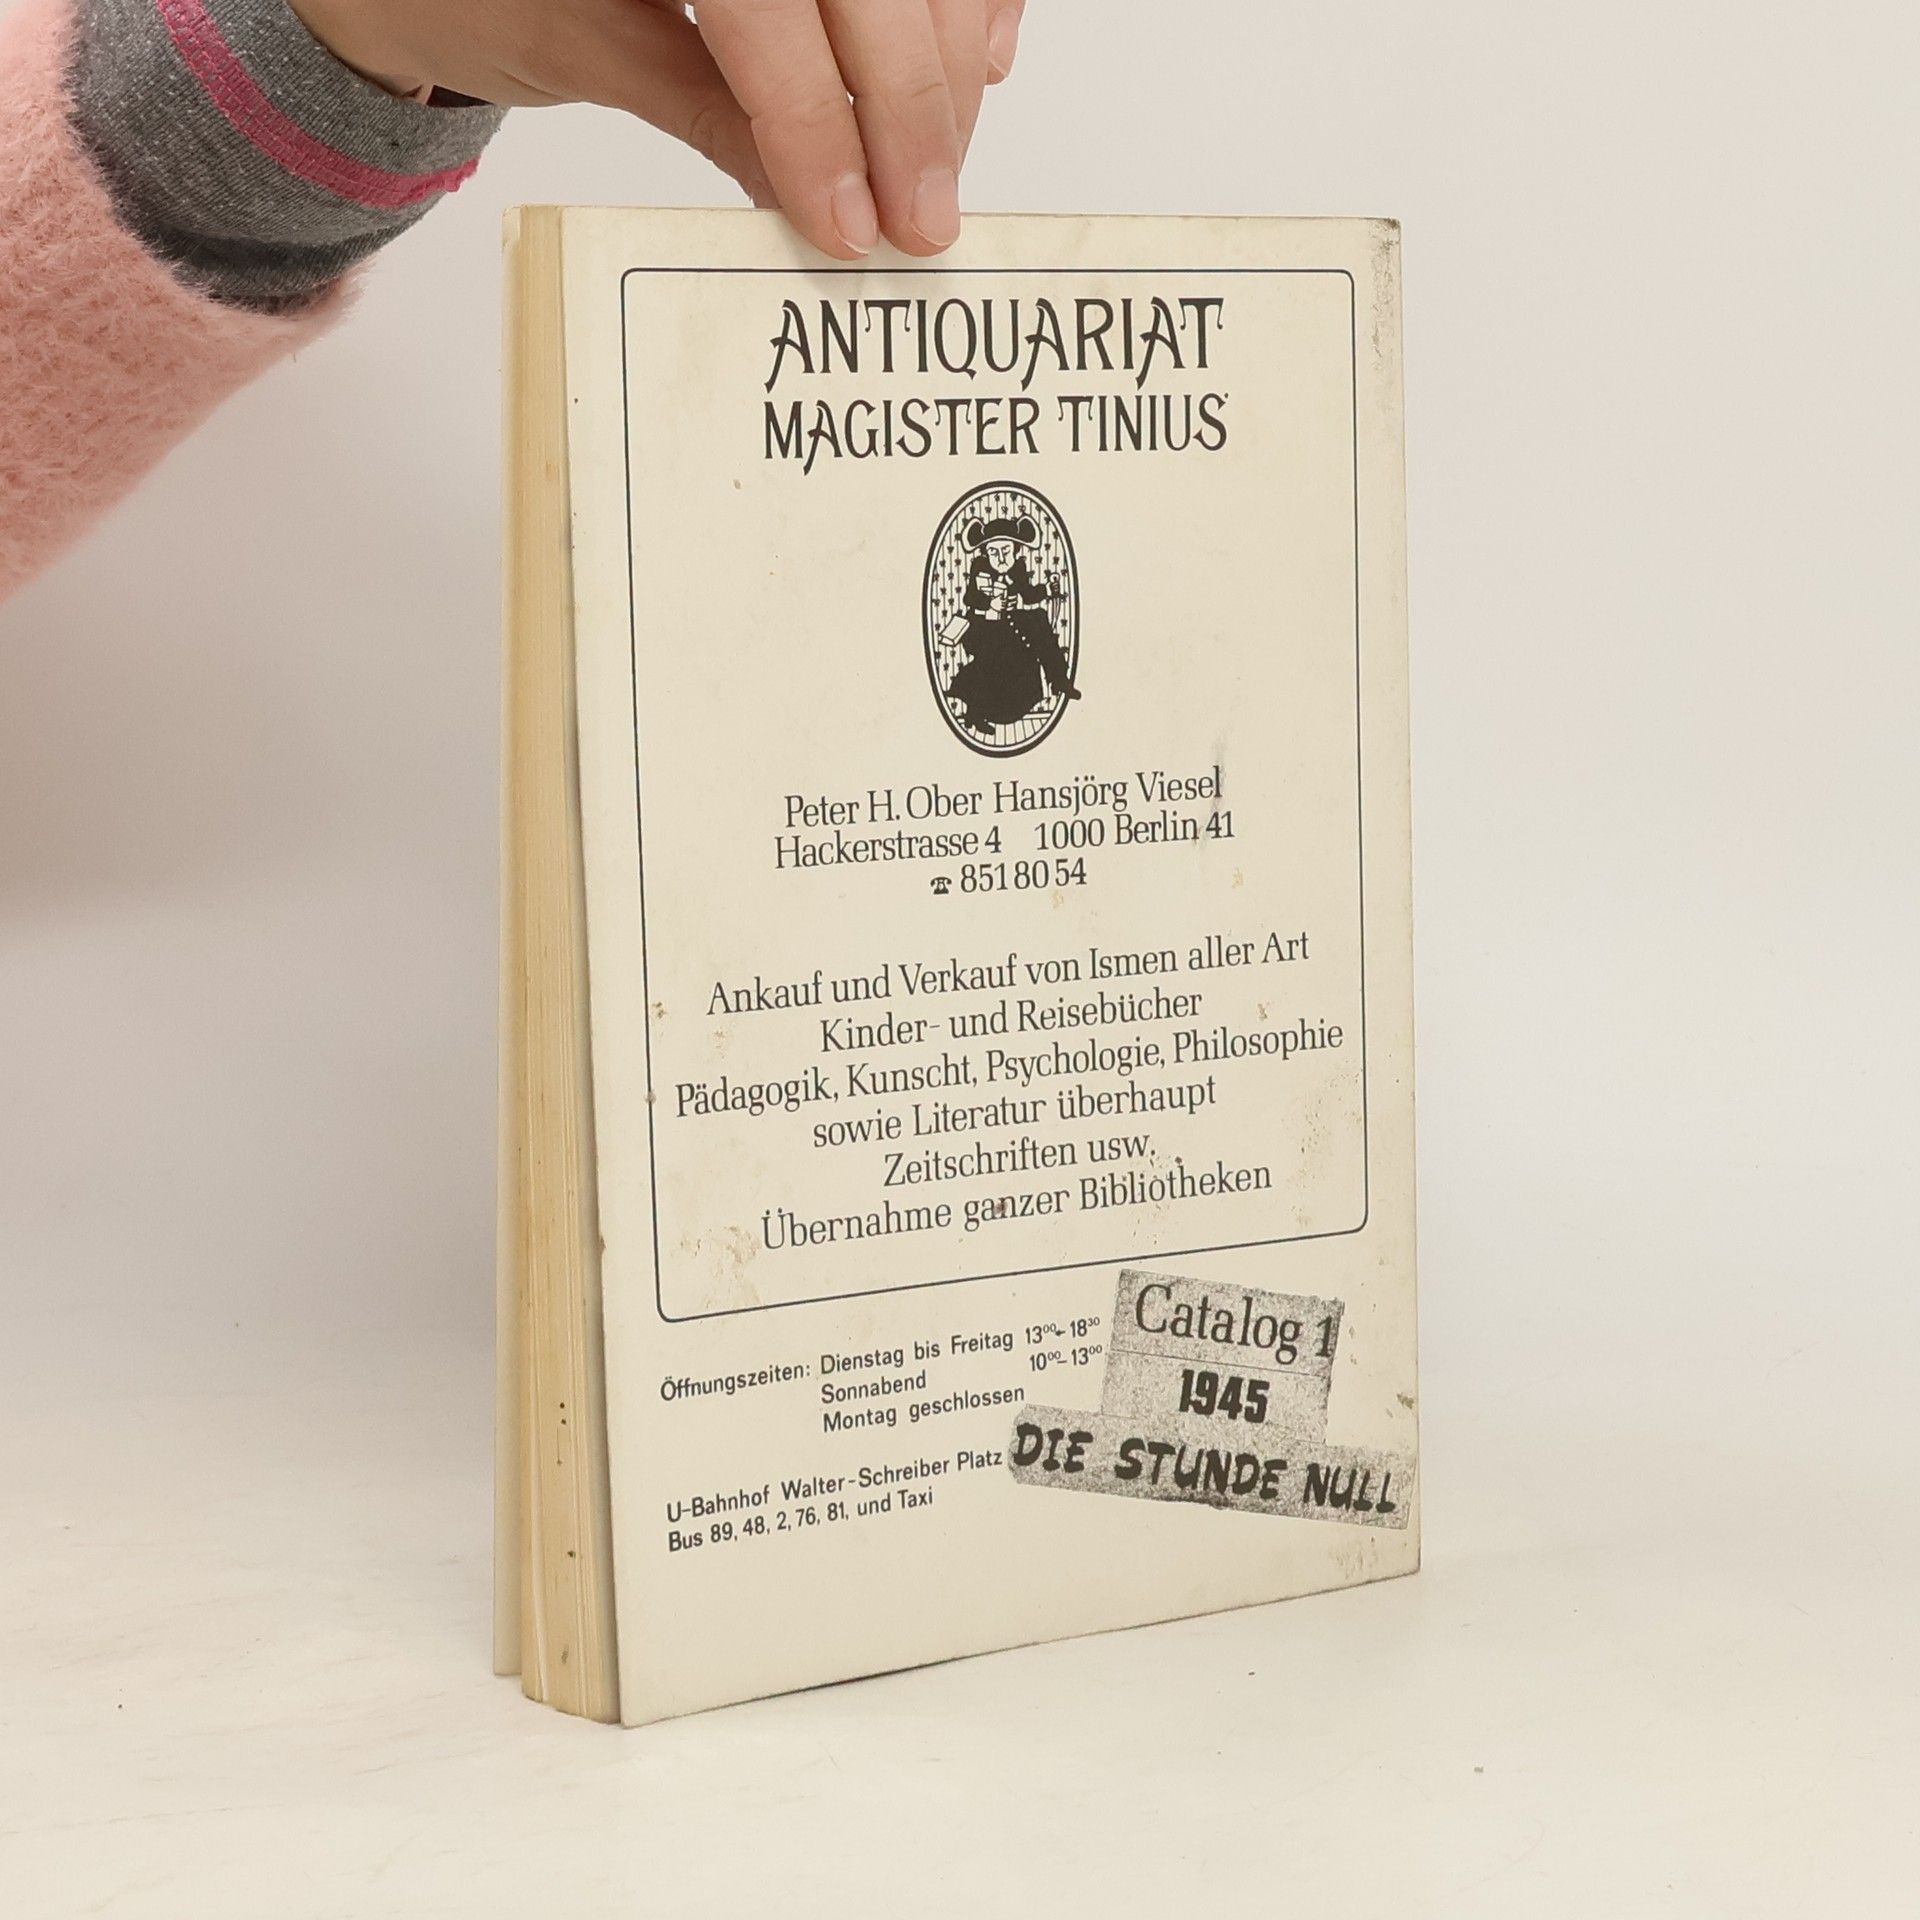 ANTIQUARIAT
MAGISTER TINIUS
Peter H. Ober Hansjörg Viesel
Hackerstrasse 4 1000 Berlin 41
☎ 851 80 54
Ankauf und Verkauf von Ismen aller Art
Kinder- und Reisebücher
Pädagogik, Kunscht, Psychologie, Philosophie
sowie Literatur überhaupt
Zeitschriften usw.
Übernahme ganzer Bibliotheken
Öffnungszeiten: Dienstag bis Freitag 13⁰⁰- 18³⁰
Sonnabend 10⁰⁰- 13⁰⁰
Montag geschlossen
U-Bahnhof Walter-Schreiber Platz
Bus 89, 48, 2, 76, 81, und Taxi
Catalog 1
1945
DIE STUNDE NULL